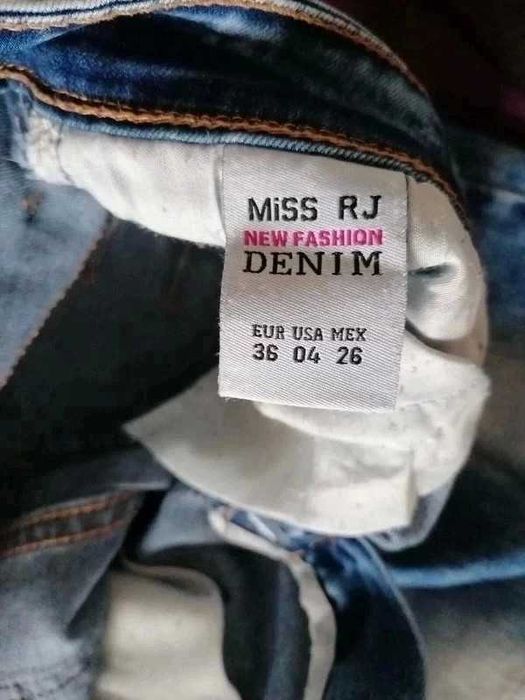 MiSS RJ
NEW FASHION
DENIM
EUR USA MEX
36 04 26